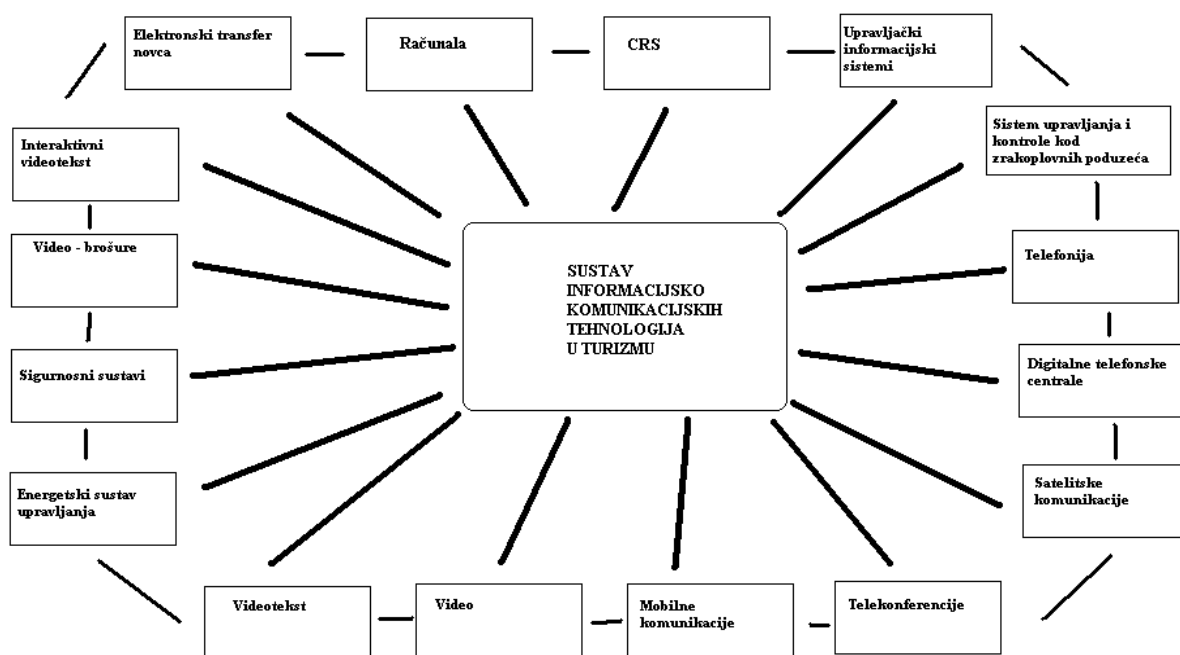 Elektronski transfer
novca
Računala
CRS
Upravljački
informacijski
sistemi
Interaktivni
videotekst
Sistem upravljanja i
kontrole kod
zrakoplovnih poduzeća
Video - brošure
SUSTAV
INFORMACIJSKO
KOMUNIKACIJSKIH
TEHNOLOGIJA
U TURIZMU
Telefonija
Sigurnosni sustavi
Digitalne telefonske
centrale
Energetski sustav
upravljanja
Satelitske
komunikacije
Videotekst
Video
Mobilne
komunikacije
Telekonferencije